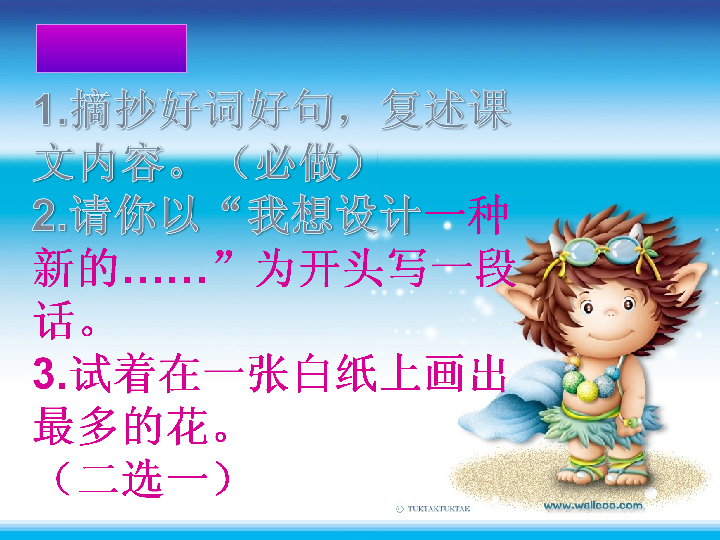 1.摘抄好词好句，复述课
文内容。（必做）
2.请你以“我想设计一种
新的……”为开头写一段
话。
3.试着在一张白纸上画出
最多的花。
（二选一）
© TUKTAKTUKTAK
www.wallcoo.com